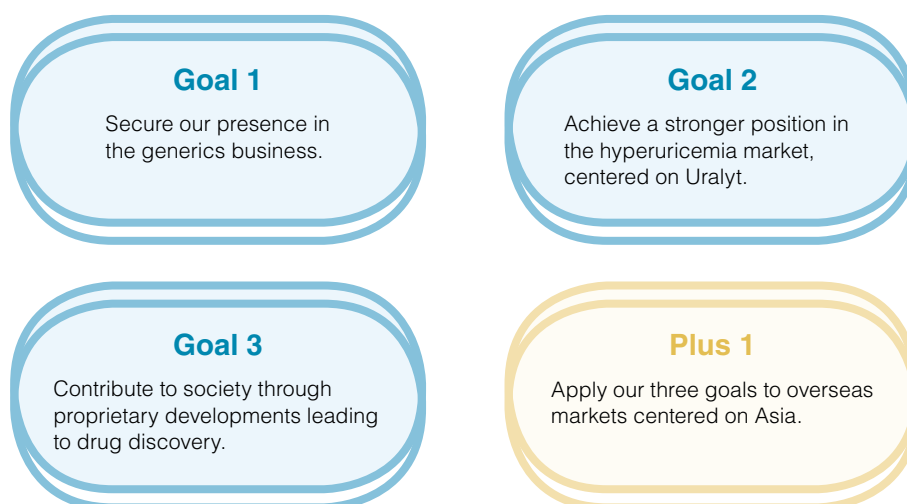 Goal 1
Secure our presence in
the generics business.
Goal 2
Achieve a stronger position in
the hyperuricemia market,
centered on Uralyt.
Goal 3
Contribute to society through
proprietary developments leading
to drug discovery.
Plus 1
Apply our three goals to overseas
markets centered on Asia.